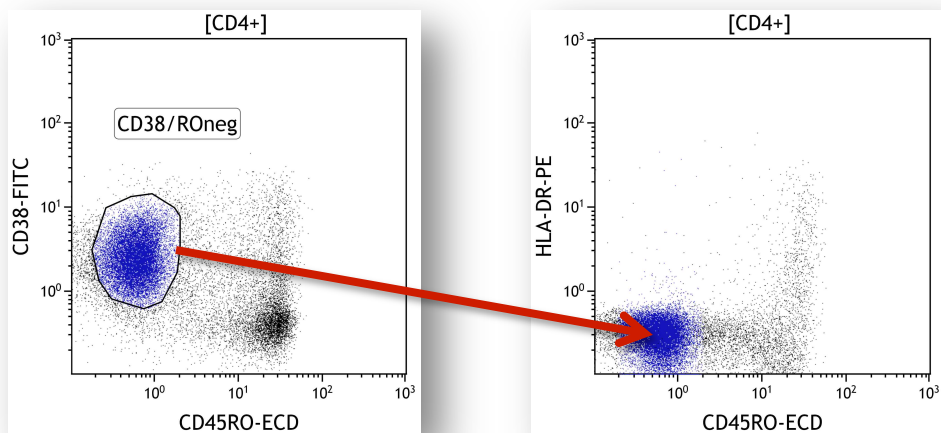 [CD4+]
10³
10²
10¹
10⁰
CD38/ROneg
CD38-FITC
10⁰
10¹
10²
10³
CD45RO-ECD
[CD4+]
10³
10²
10¹
10⁰
HLA-DR-PE
10⁰
10¹
10²
10³
CD45RO-ECD